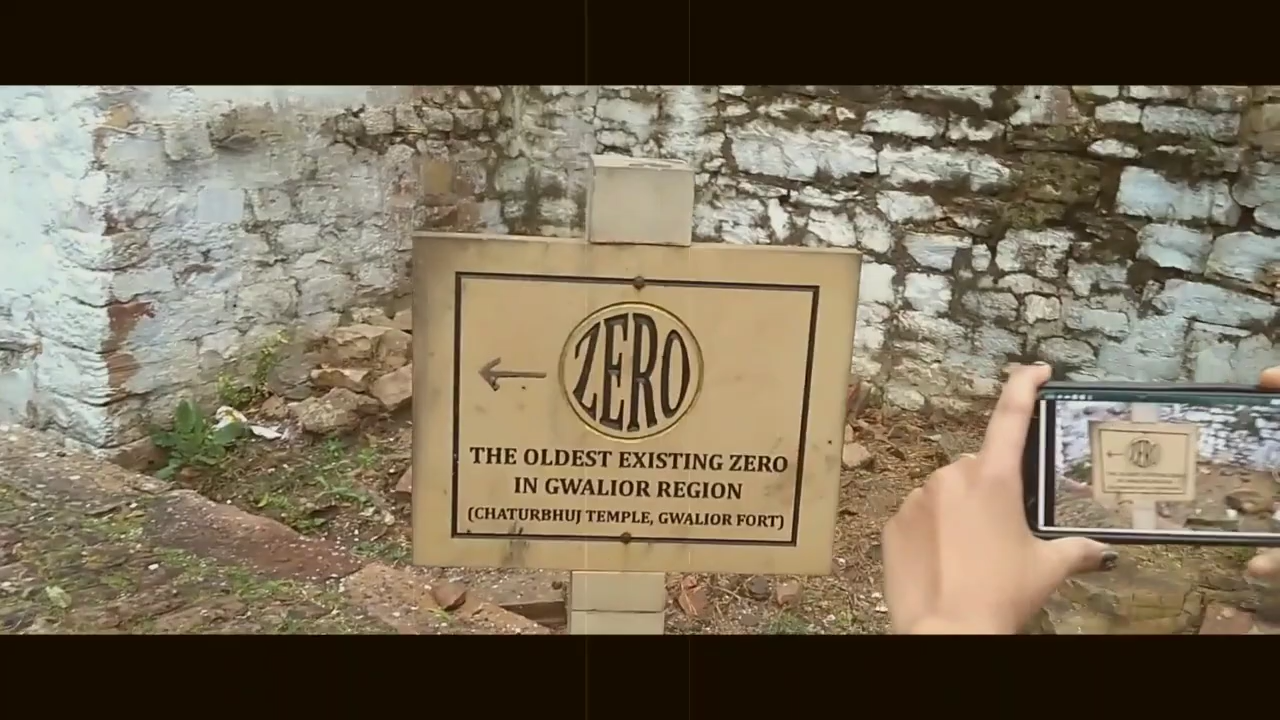 ZERO
THE OLDEST EXISTING ZERO
IN GWALIOR REGION
(CHATURBHUJ TEMPLE, GWALIOR FORT)